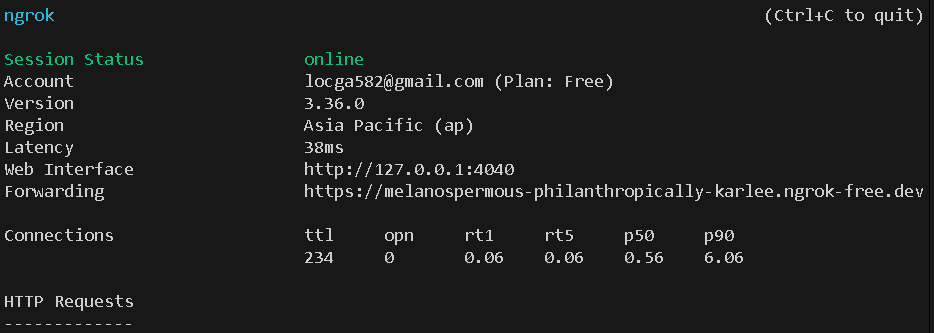 ngrok (Ctrl+C to quit)
Session Status online
Account locga582@gmail.com (Plan: Free)
Version 3.36.0
Region Asia Pacific (ap)
Latency 38ms
Web Interface http://127.0.0.1:4040
Forwarding https://melanospermous-philanthropically-karlee.ngrok-free.dev
Connections ttl opn rt1 rt5 p50 p90
234 0 0.06 0.06 0.56 6.06
HTTP Requests
-------------